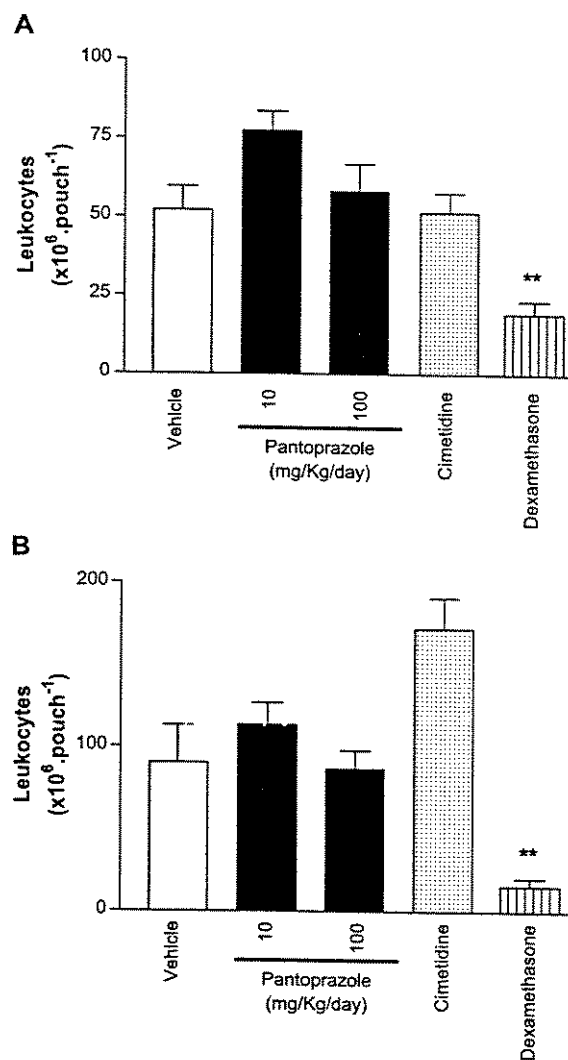 A
Leukocytes
(x10⁶.pouch⁻¹)
100
75
50
25
0
Vehicle
10
100
Pantoprazole
(mg/Kg/day)
Cimetidine
**
Dexamethasone
B
Leukocytes
(x10⁶.pouch⁻¹)
200
100
0
Vehicle
10
100
Pantoprazole
(mg/Kg/day)
Cimetidine
**
Dexamethasone